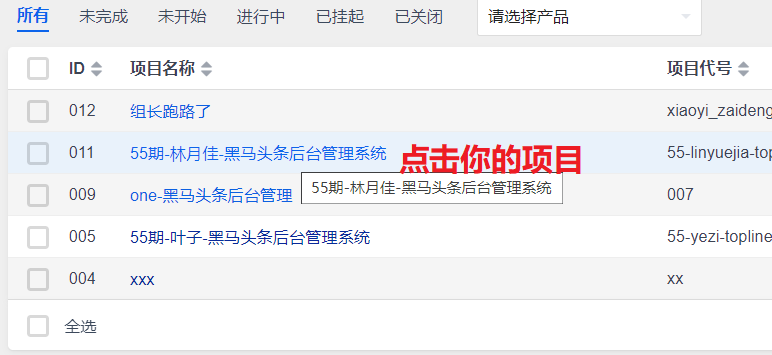 所有 未完成 未开始 进行中 已挂起 已关闭 请选择产品
ID 项目名称 项目代号
012 组长跑路了 xiaoyi_zaideng
011 55期-林月佳-黑马头条后台管理系统 点击你的项目 55-linyuejia-top
55期-林月佳-黑马头条后台管理系统
009 one-黑马头条后台管理 007
005 55期-叶子-黑马头条后台管理系统 55-yezi-topline
004 xxx xx
全选